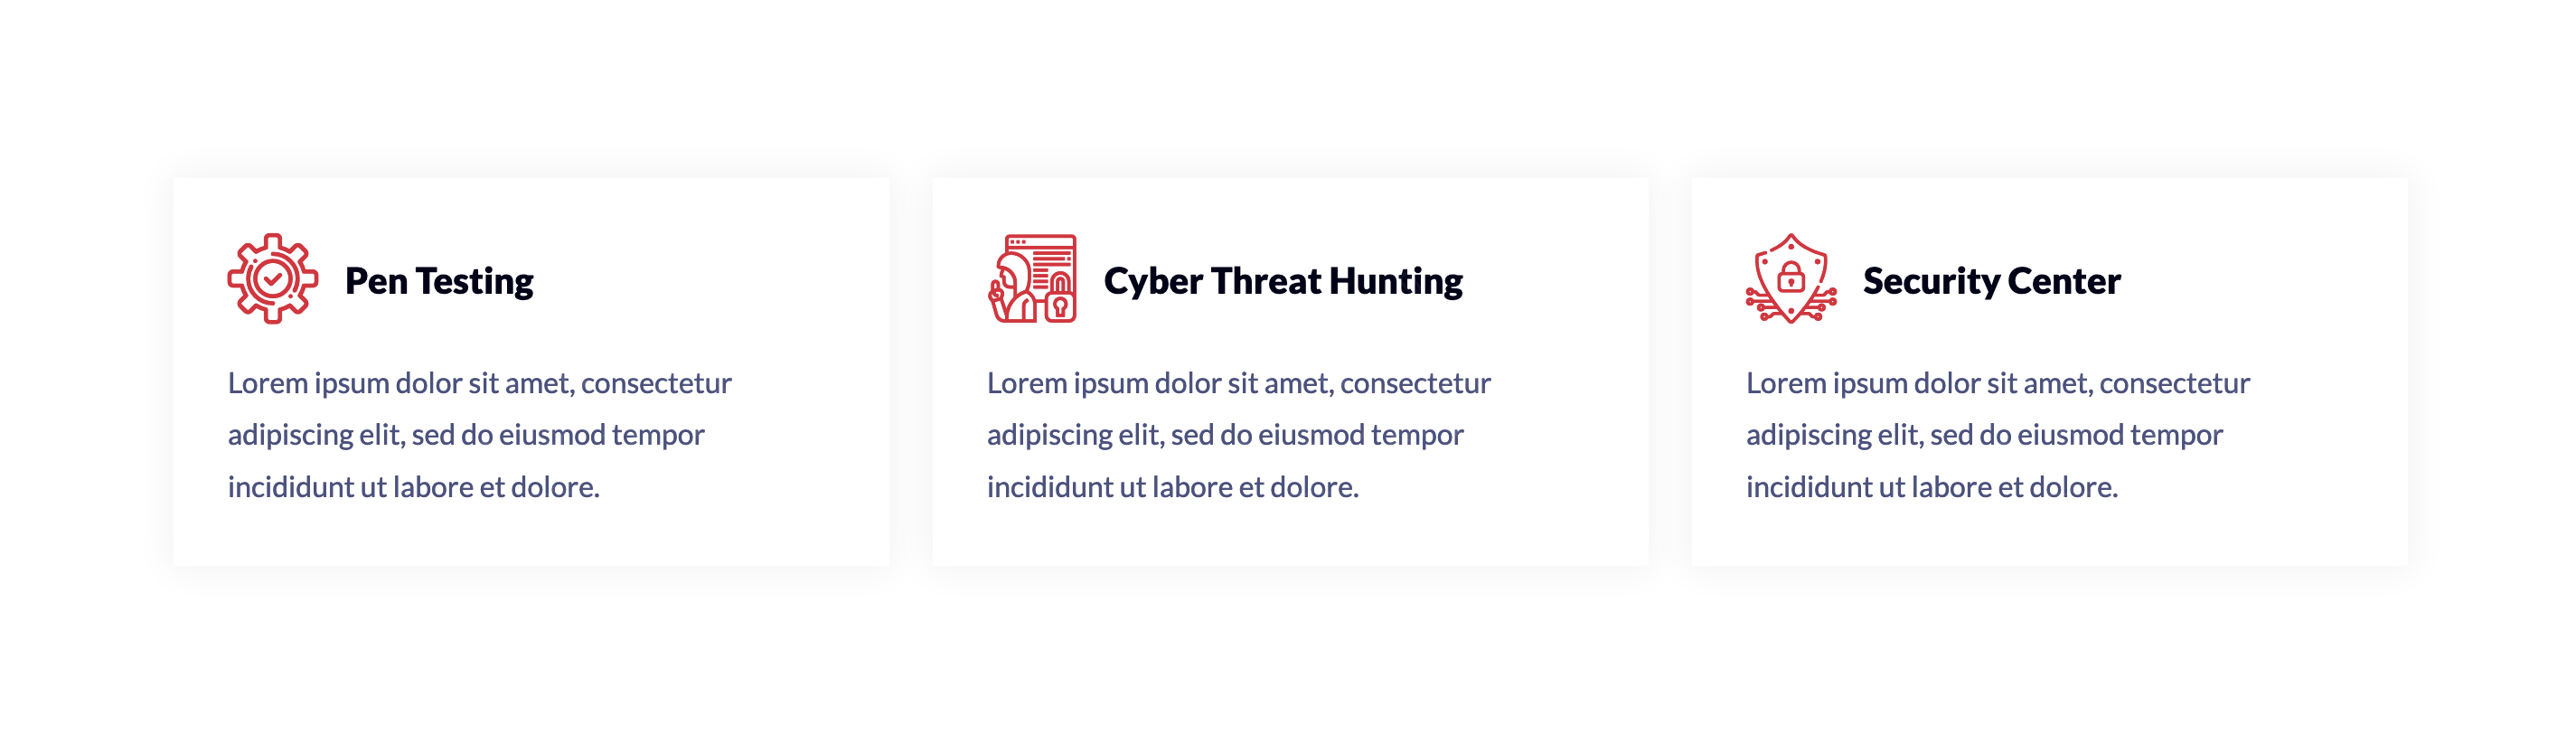 Pen Testing
Lorem ipsum dolor sit amet, consectetur
adipiscing elit, sed do eiusmod tempor
incididunt ut labore et dolore.
Cyber Threat Hunting
Lorem ipsum dolor sit amet, consectetur
adipiscing elit, sed do eiusmod tempor
incididunt ut labore et dolore.
Security Center
Lorem ipsum dolor sit amet, consectetur
adipiscing elit, sed do eiusmod tempor
incididunt ut labore et dolore.